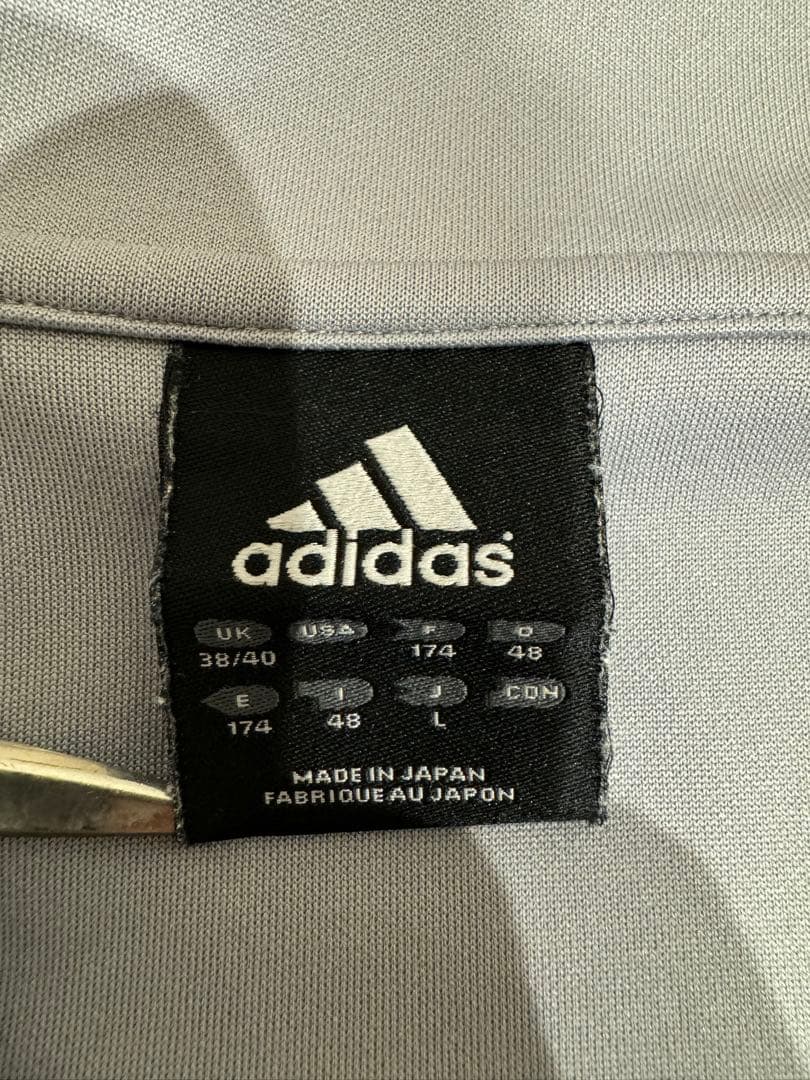 adidas
UK USA F D
38/40 174 48
E I J CDN
174 48 L
MADE IN JAPAN
FABRIQUE AU JAPON